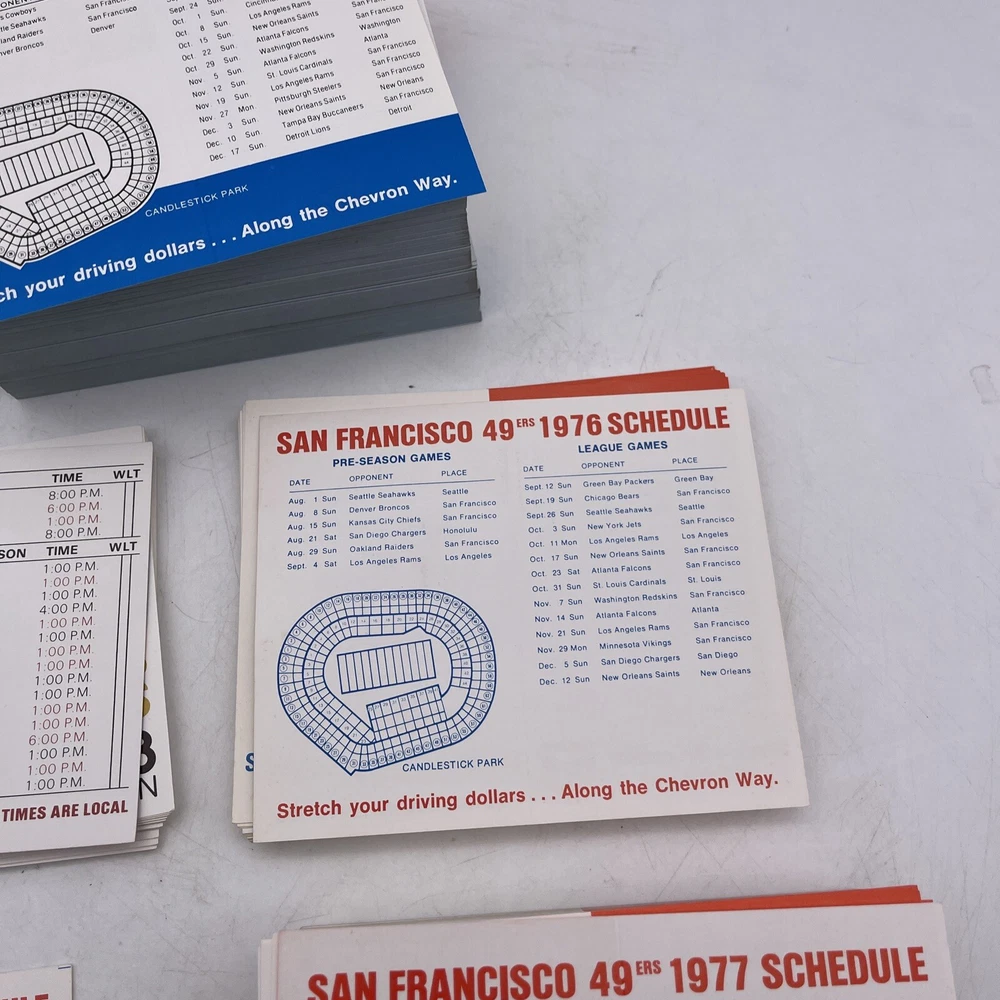 s Cowboys San Franci
tle Seahawks San Francisco
land Raiders Denver
nver Broncos
Sept 24 Sun. Cincin
Oct. 1 Sun. Los Angeles Rams San Fran
Oct. 8 Sun. New Orleans Saints San Francisco
Oct. 15 Sun. Atlanta Falcons Washington
Oct. 22 Sun. Washington Redskins Atlanta
Oct. 29 Sun. Atlanta Falcons San Francisco
Nov. 5 Sun. St. Louis Cardinals San Francisco
Nov. 12 Sun. Los Angeles Rams San Francisco
Nov. 19 Sun. Pittsburgh Steelers New Orleans
Nov. 27 Mon. New Orleans Saints San Francisco
Dec. 3 Sun. Tampa Bay Buccaneers Detroit
Dec. 10 Sun. Detroit Lions
Dec. 17 Sun.
CANDLESTICK PARK
ch your driving dollars . . . Along the Chevron Way.
TIME WLT
8:00 P.M.
6:00 P.M.
1:00 P.M.
8:00 P.M.
SON TIME WLT
1:00 P.M.
1:00 P.M.
1:00 P.M.
4:00 P.M.
1:00 P.M.
1:00 P.M.
1:00 P.M.
1:00 P.M.
1:00 P.M.
1:00 P.M.
1:00 P.M.
1:00 P.M.
6:00 P.M.
1:00 P.M.
1:00 P.M.
1:00 P.M.
TIMES ARE LOCAL
SAN FRANCISCO 49ERS 1976 SCHEDULE
PRE-SEASON GAMES
DATE OPPONENT PLACE
Aug. 1 Sun Seattle Seahawks Seattle
Aug. 8 Sun Denver Broncos San Francisco
Aug. 15 Sun Kansas City Chiefs San Francisco
Aug. 21 Sat San Diego Chargers Honolulu
Aug. 29 Sun Oakland Raiders San Francisco
Sept. 4 Sat Los Angeles Rams Los Angeles
LEAGUE GAMES
DATE OPPONENT PLACE
Sept. 12 Sun Green Bay Packers Green Bay
Sept. 19 Sun Chicago Bears San Francisco
Sept. 26 Sun Seattle Seahawks Seattle
Oct. 3 Sun New York Jets San Francisco
Oct. 11 Mon Los Angeles Rams Los Angeles
Oct. 17 Sun New Orleans Saints San Francisco
Oct. 23 Sat Atlanta Falcons San Francisco
Oct. 31 Sun St. Louis Cardinals St. Louis
Nov. 7 Sun Washington Redskins San Francisco
Nov. 14 Sun Atlanta Falcons Atlanta
Nov. 21 Sun Los Angeles Rams San Francisco
Nov. 29 Mon Minnesota Vikings San Francisco
Dec. 5 Sun San Diego Chargers San Diego
Dec. 12 Sun New Orleans Saints New Orleans
CANDLESTICK PARK
Stretch your driving dollars . . . Along the Chevron Way.
SAN FRANCISCO 49ERS 1977 SCHEDULE